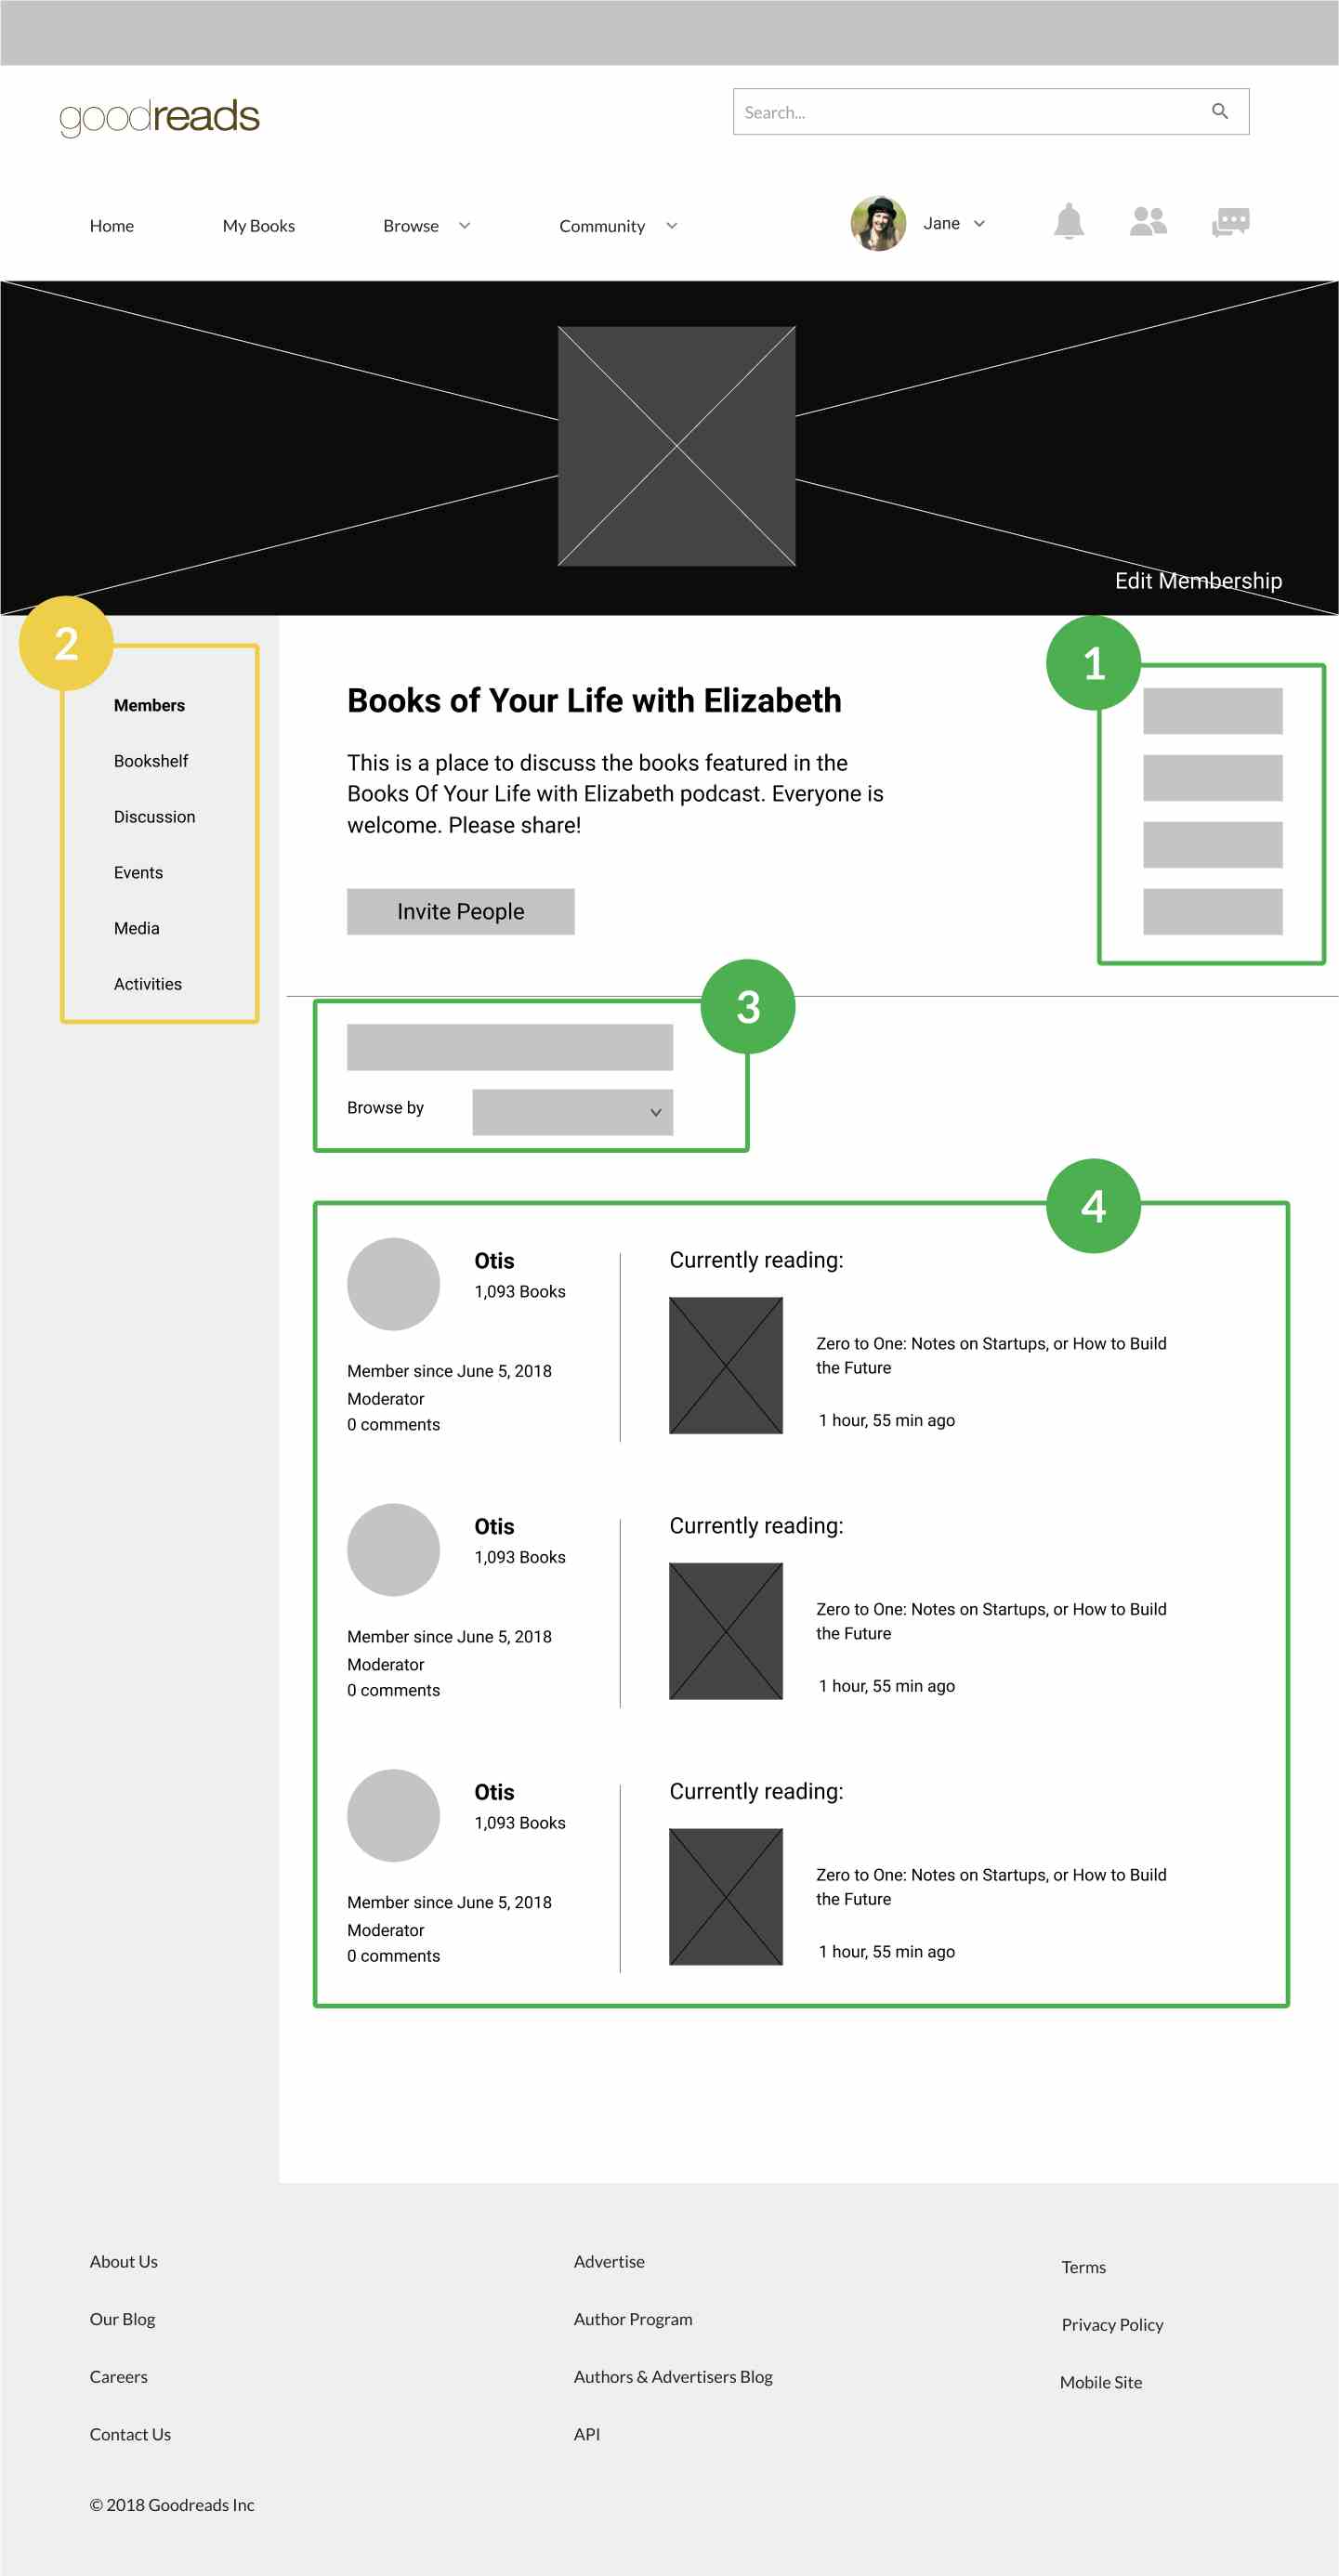 goodreads
Search...
Home
My Books
Browse
Community
Jane
Edit Membership
2
1
Members
Bookshelf
Discussion
Events
Media
Activities
Books of Your Life with Elizabeth
This is a place to discuss the books featured in the
Books Of Your Life with Elizabeth podcast. Everyone is
welcome. Please share!
Invite People
3
Browse by
4
Otis
1,093 Books
Member since June 5, 2018
Moderator
0 comments
Currently reading:
Zero to One: Notes on Startups, or How to Build
the Future
1 hour, 55 min ago
Otis
1,093 Books
Member since June 5, 2018
Moderator
0 comments
Currently reading:
Zero to One: Notes on Startups, or How to Build
the Future
1 hour, 55 min ago
Otis
1,093 Books
Member since June 5, 2018
Moderator
0 comments
Currently reading:
Zero to One: Notes on Startups, or How to Build
the Future
1 hour, 55 min ago
About Us
Our Blog
Careers
Contact Us
Advertise
Author Program
Authors & Advertisers Blog
API
Terms
Privacy Policy
Mobile Site
© 2018 Goodreads Inc